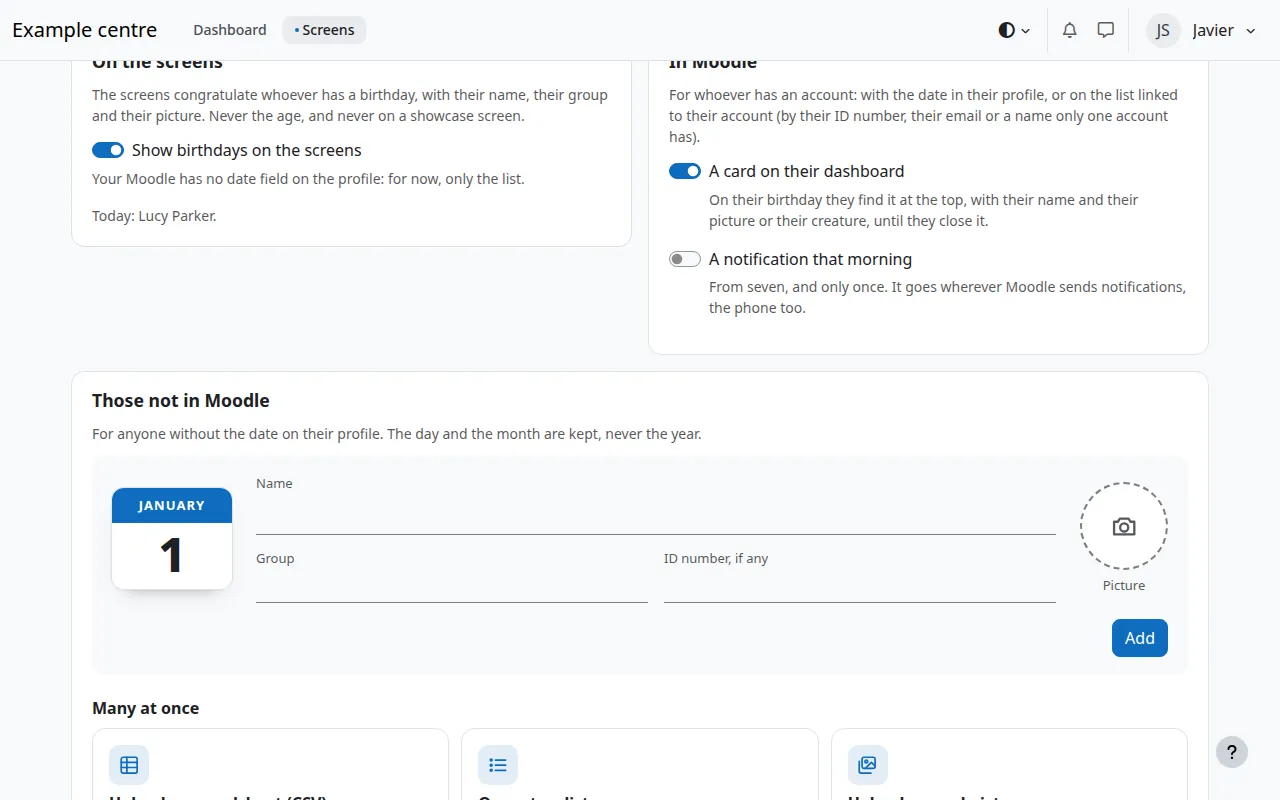 Example centre
Dashboard
Screens
JS
Javier
On the screens
The screens congratulate whoever has a birthday, with their name, their group
and their picture. Never the age, and never on a showcase screen.
Show birthdays on the screens
Your Moodle has no date field on the profile: for now, only the list.
Today: Lucy Parker.
In Moodle
For whoever has an account: with the date in their profile, or on the list linked
to their account (by their ID number, their email or a name only one account
has).
A card on their dashboard
On their birthday they find it at the top, with their name and their
picture or their creature, until they close it.
A notification that morning
From seven, and only once. It goes wherever Moodle sends notifications,
the phone too.
Those not in Moodle
For anyone without the date on their profile. The day and the month are kept, never the year.
JANUARY
1
Name
Group
ID number, if any
Picture
Add
Many at once
?